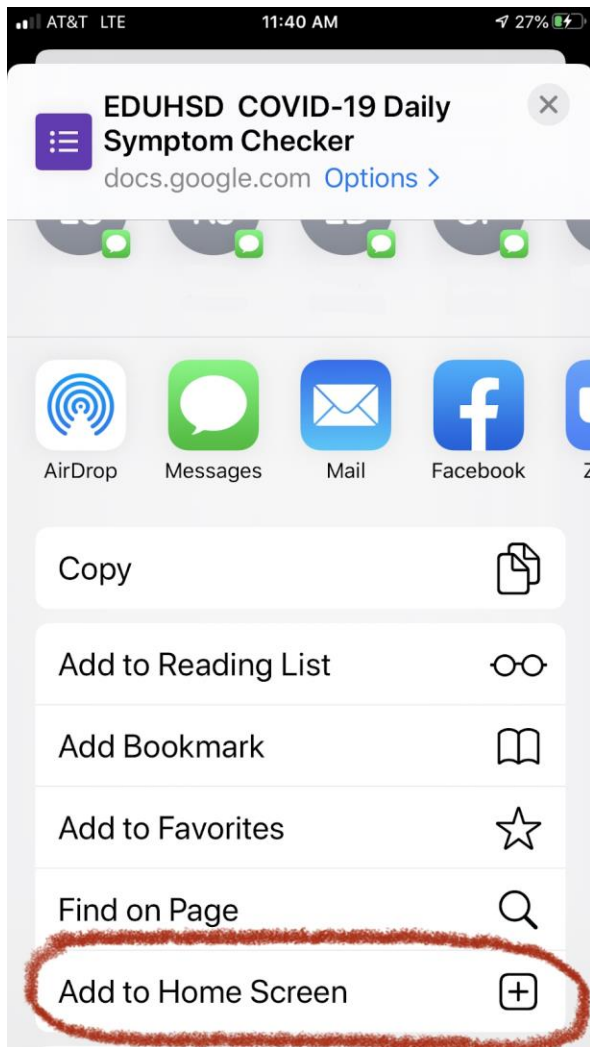 AT&T LTE 11:40 AM 27%
EDUHSD COVID-19 Daily
Symptom Checker
docs.google.com Options >
AirDrop Messages Mail Facebook
Copy
Add to Reading List
Add Bookmark
Add to Favorites
Find on Page
Add to Home Screen